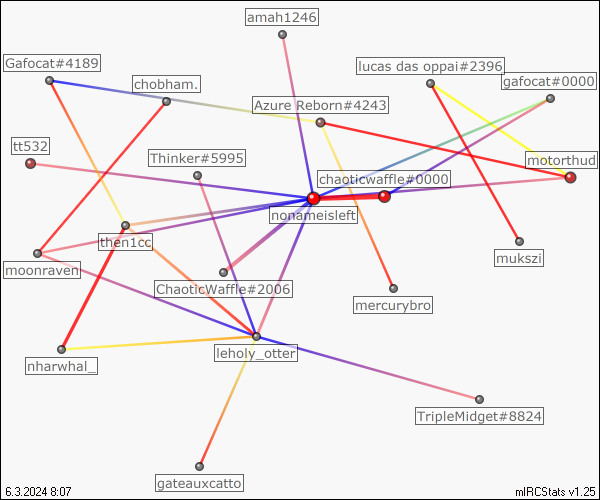 amah1246
Gafocat#4189
lucas das oppai#2396
chobham.
gafocat#0000
Azure Reborn#4243
tt532
Thinker#5995
motorthud
chaoticwaffle#0000
nonameisleft
then1cc
mukszi
moonraven
ChaoticWaffle#2006
mercurybro
leholy_otter
nharwhal_
TripleMidget#8824
gateauxcatto
6.3.2024 8:07
mIRCStats v1.25